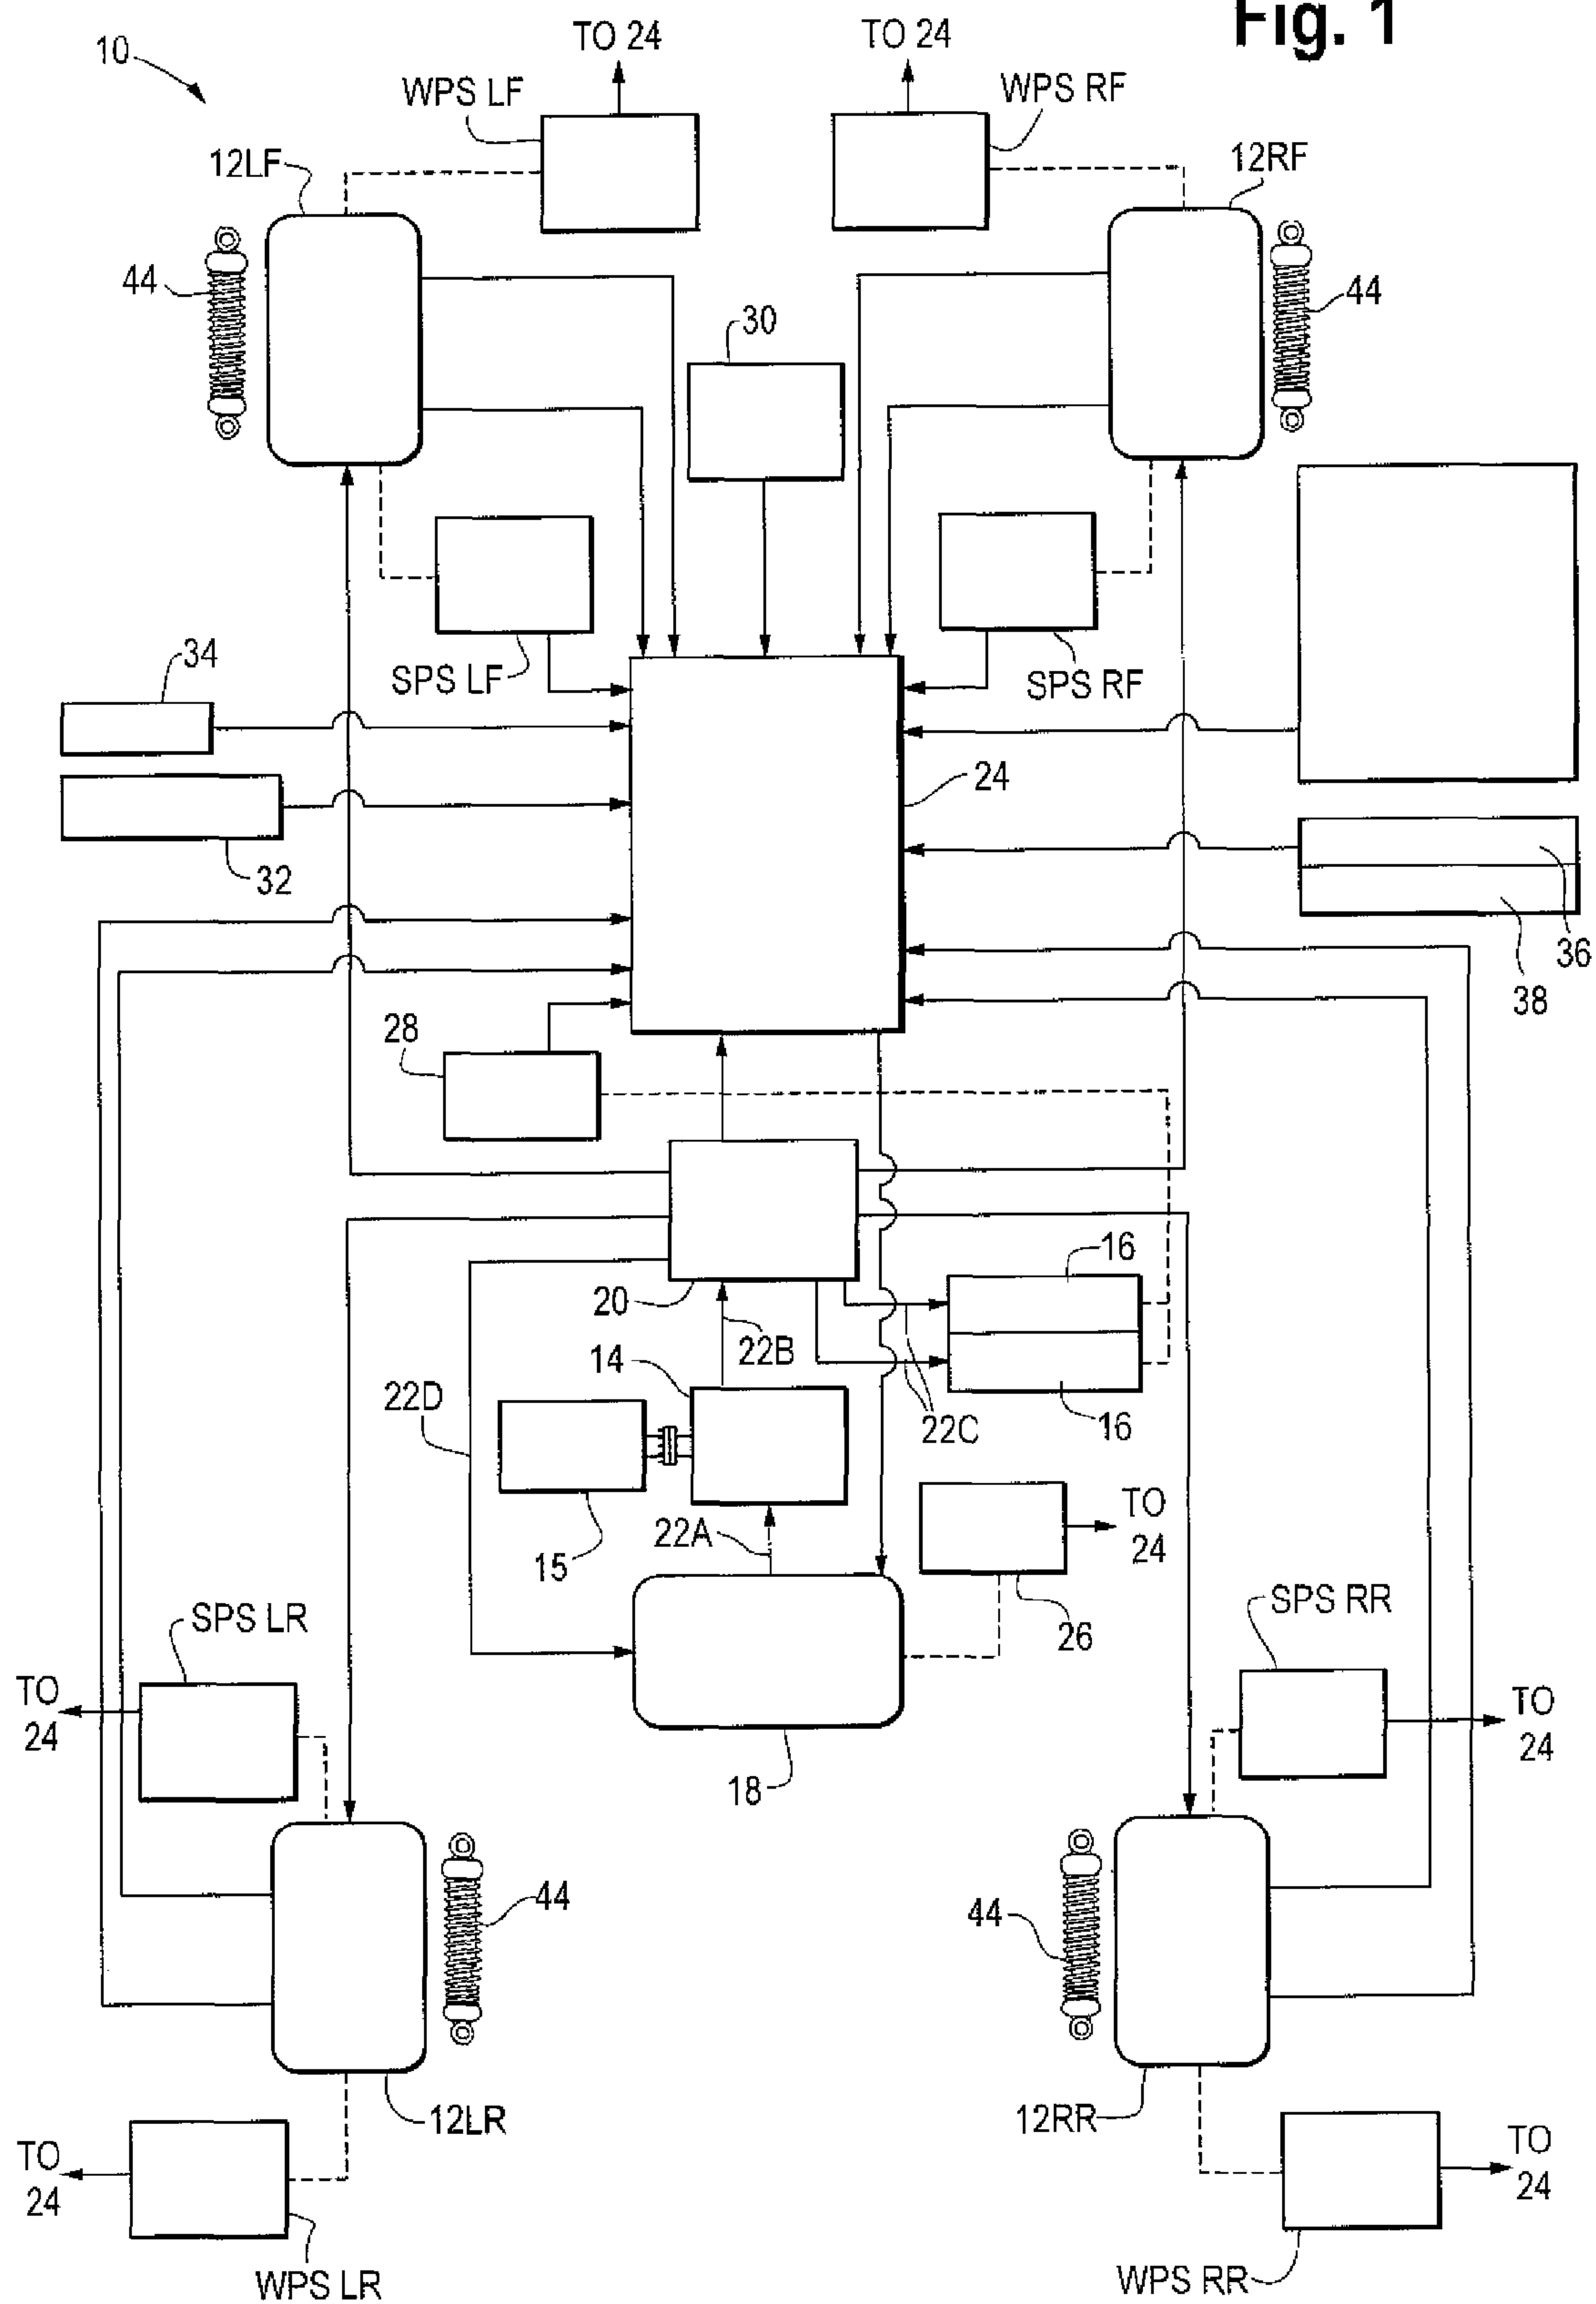 Fig. 1
10
TO 24
TO 24
WPS LF
WPS RF
12LF
12RF
44
44
30
34
SPS LF
SPS RF
24
32
36
38
28
16
20
22B
14
22D
22C
16
22A
15
TO
24
26
SPS LR
SPS RR
TO
24
TO
24
18
44
44
12LR
12RR
TO
24
TO
24
WPS LR
WPS RR